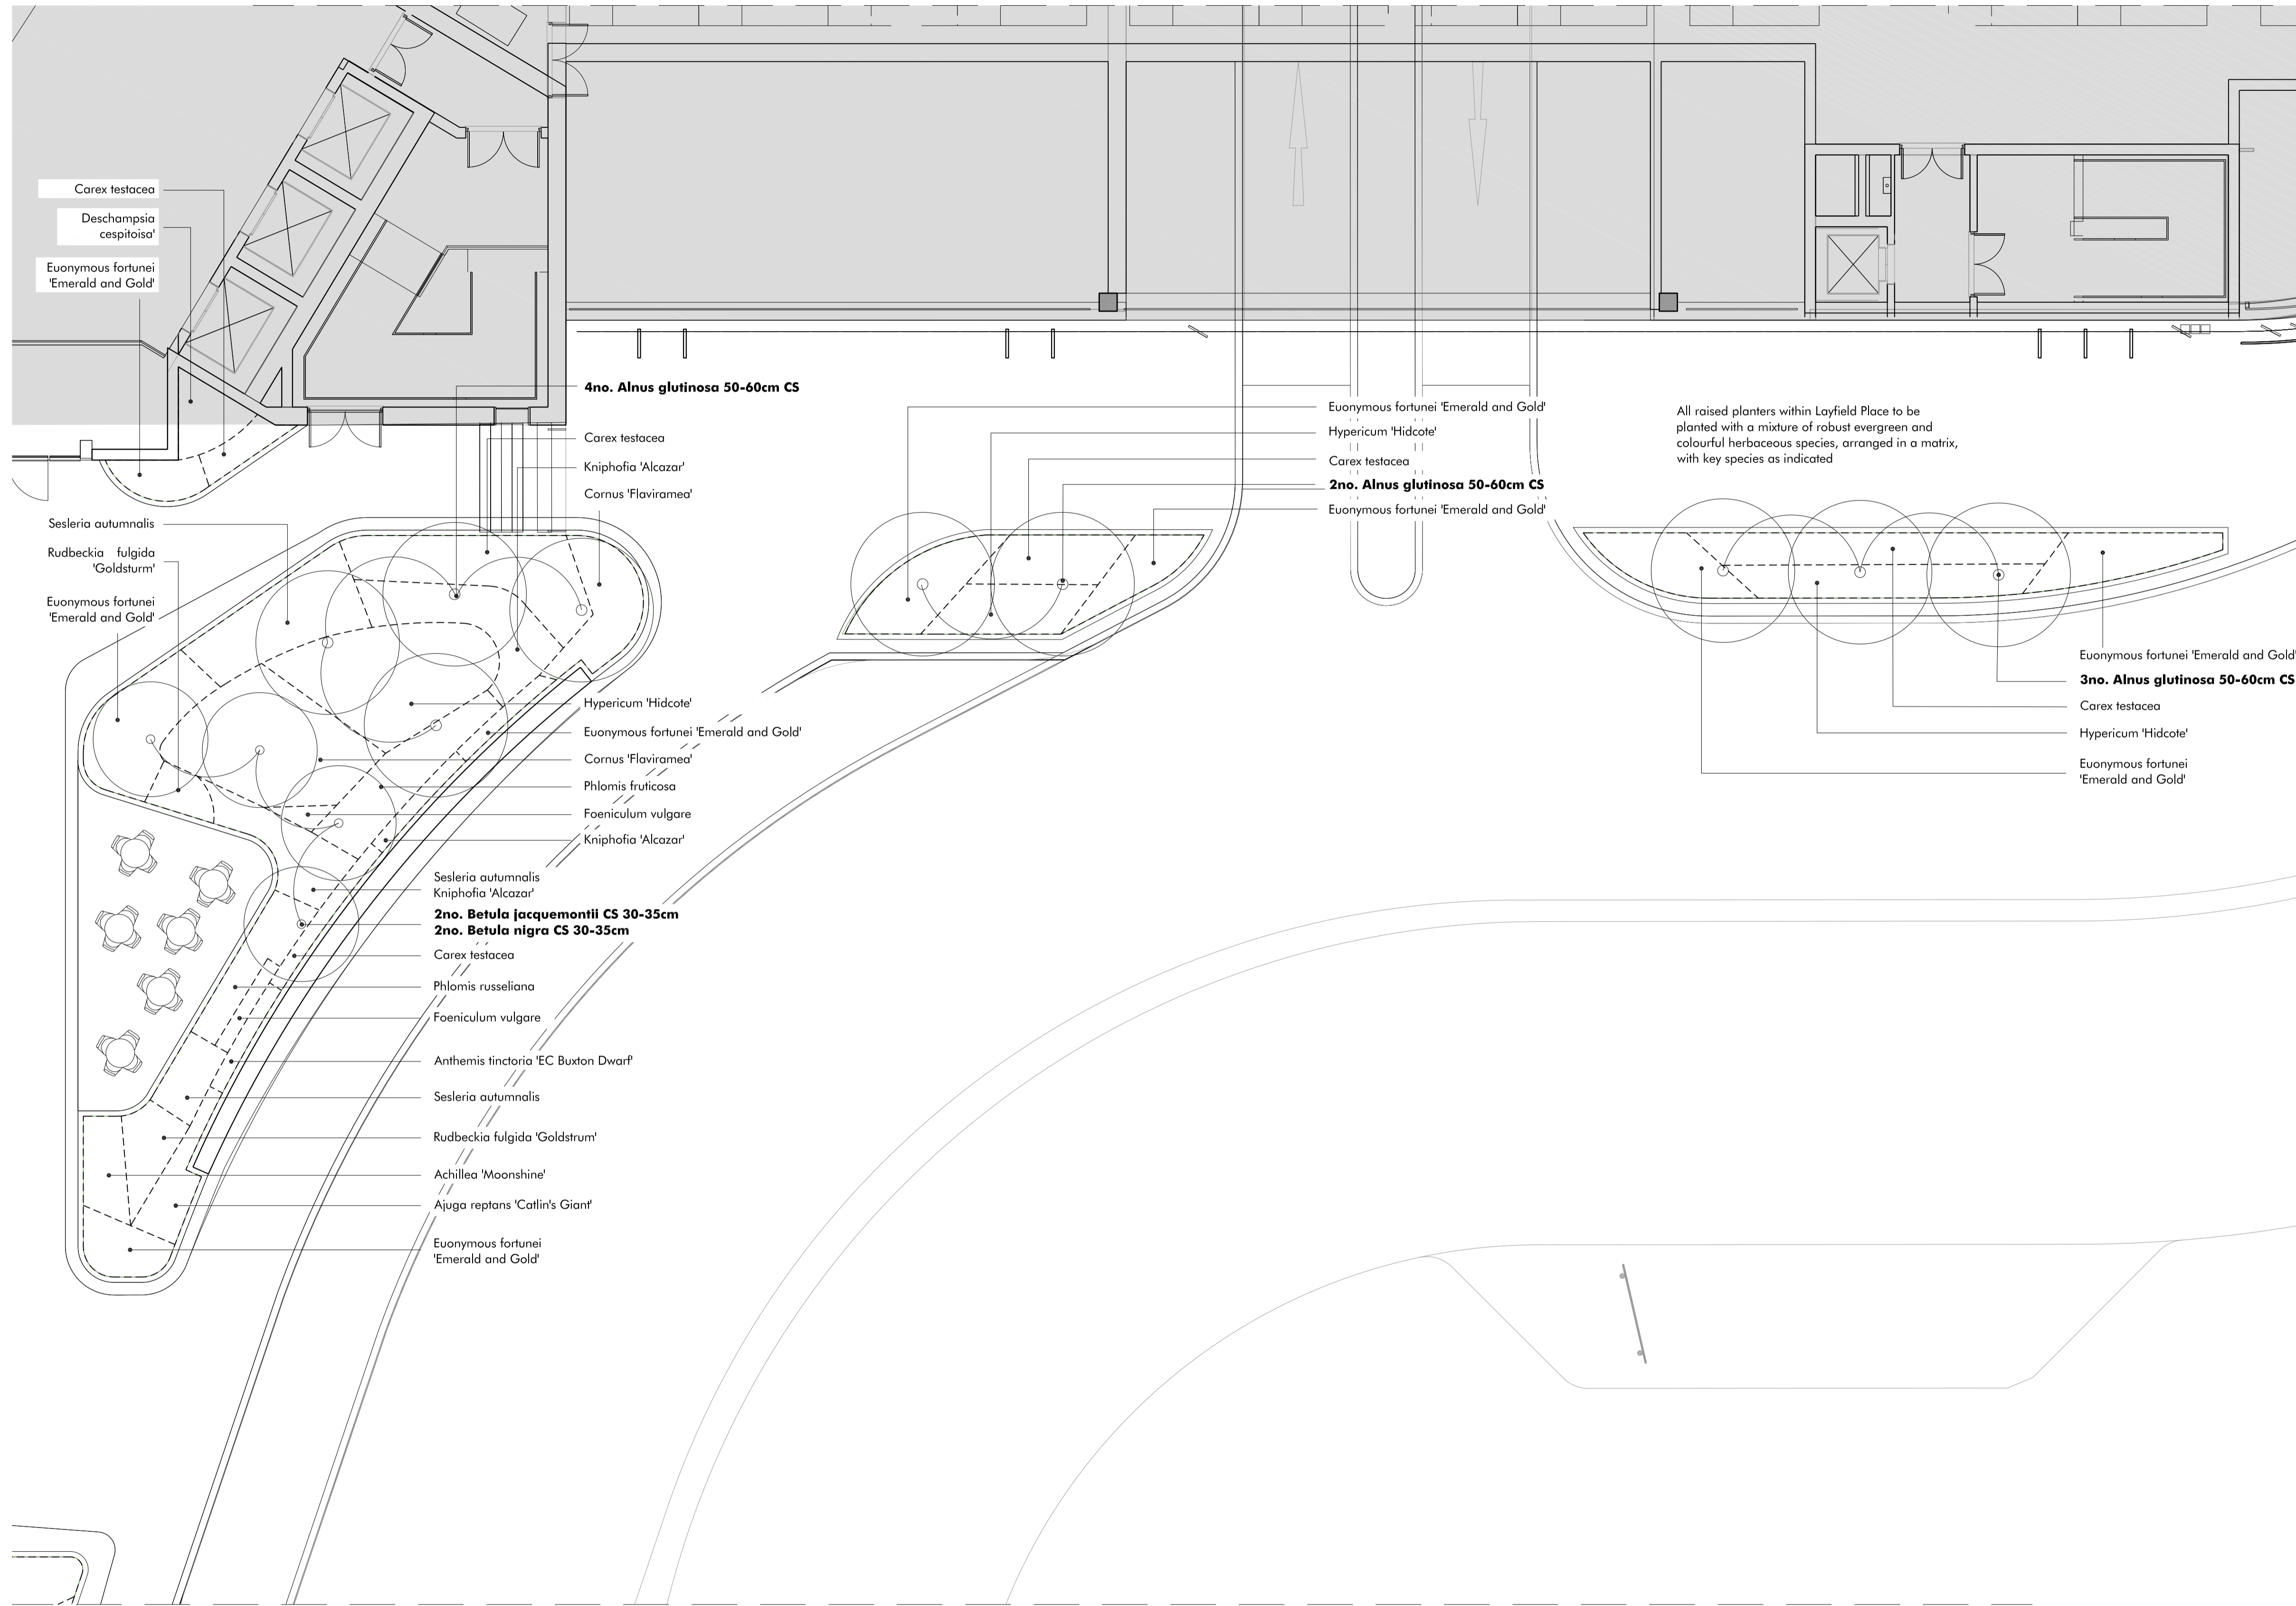 Carex testacea
Deschampsia
cespitoisa'
Euonymous fortunei
'Emerald and Gold'
Sesleria autumnalis
Rudbeckia fulgida
'Goldsturm'
Euonymous fortunei
'Emerald and Gold'
4no. Alnus glutinosa 50-60cm CS
Carex testacea
Kniphofia 'Alcazar'
Cornus 'Flaviramea'
Hypericum 'Hidcote'
Euonymous fortunei 'Emerald and Gold'
Cornus 'Flaviramea'
Phlomis fruticosa
Foeniculum vulgare
Kniphofia 'Alcazar'
Sesleria autumnalis
Kniphofia 'Alcazar'
2no. Betula jacquemontii CS 30-35cm
2no. Betula nigra CS 30-35cm
Carex testacea
Phlomis russeliana
Foeniculum vulgare
Anthemis tinctoria 'EC Buxton Dwarf'
Sesleria autumnalis
Rudbeckia fulgida 'Goldstrum'
Achillea 'Moonshine'
Ajuga reptans 'Catlin's Giant'
Euonymous fortunei
'Emerald and Gold'
Euonymous fortunei 'Emerald and Gold'
Hypericum 'Hidcote'
Carex testacea
2no. Alnus glutinosa 50-60cm CS
Euonymous fortunei 'Emerald and Gold'
All raised planters within Layfield Place to be
planted with a mixture of robust evergreen and
colourful herbaceous species, arranged in a matrix,
with key species as indicated
Euonymous fortunei 'Emerald and Gold'
3no. Alnus glutinosa 50-60cm CS
Carex testacea
Hypericum 'Hidcote'
Euonymous fortunei
'Emerald and Gold'